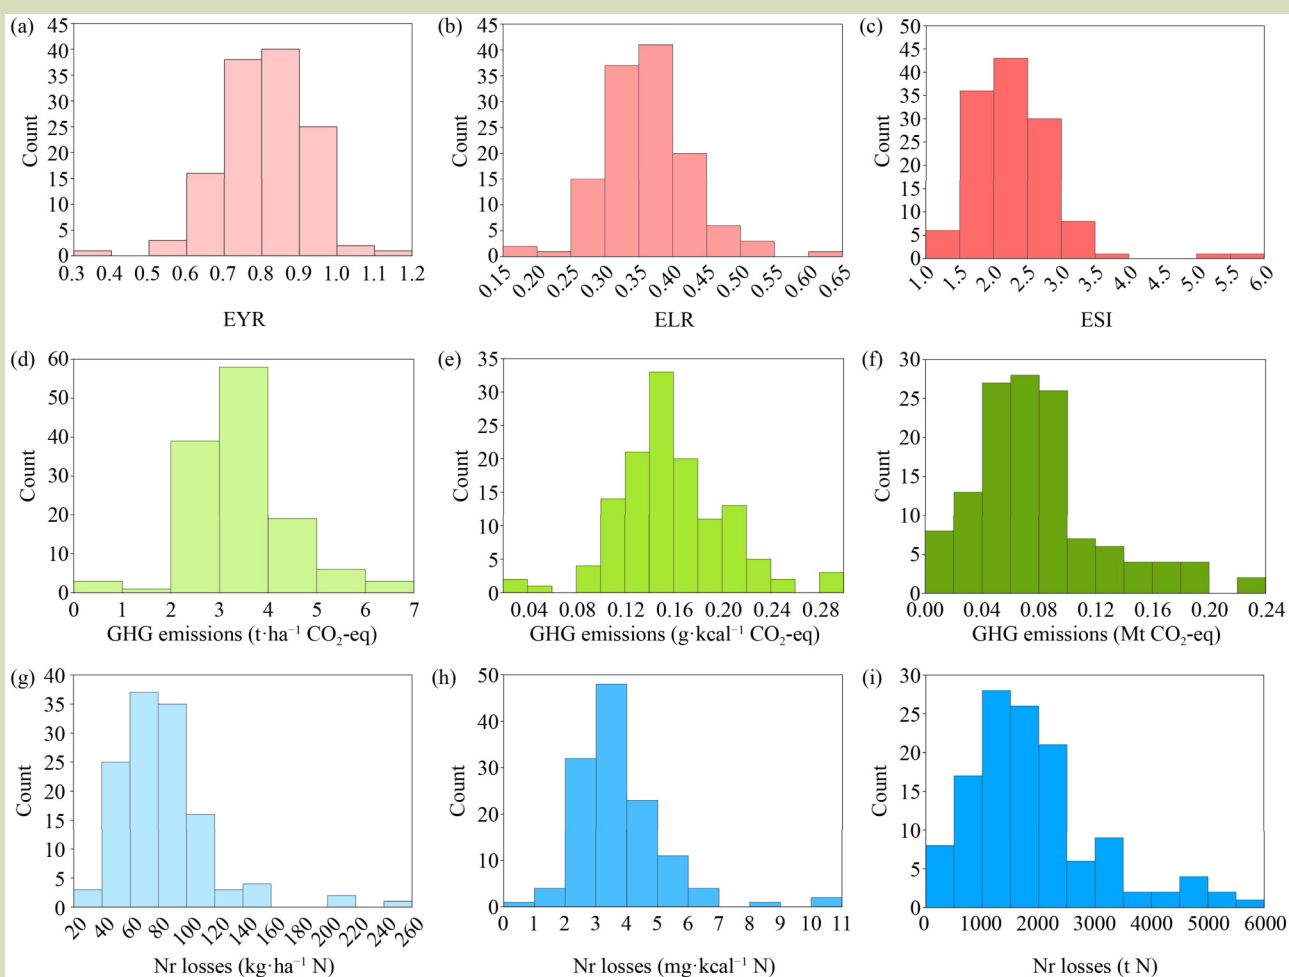 (a)
45
40
35
30
25
20
15
10
5
0
Count
0.3 0.4 0.5 0.6 0.7 0.8 0.9 1.0 1.1 1.2
EYR
(b)
45
40
35
30
25
20
15
10
5
0
Count
0.15 0.20 0.25 0.30 0.35 0.40 0.45 0.50 0.55 0.60 0.65
ELR
(c)
50
45
40
35
30
25
20
15
10
5
0
Count
1.0 1.5 2.0 2.5 3.0 3.5 4.0 4.5 5.0 5.5 6.0
ESI
(d)
60
50
40
30
20
10
0
Count
0 1 2 3 4 5 6 7
GHG emissions (t·ha⁻¹ CO₂-eq)
(e)
35
30
25
20
15
10
5
0
Count
0.04 0.08 0.12 0.16 0.20 0.24 0.28
GHG emissions (g·kcal⁻¹ CO₂-eq)
(f)
30
25
20
15
10
5
0
Count
0.00 0.04 0.08 0.12 0.16 0.20 0.24
GHG emissions (Mt CO₂-eq)
(g)
40
35
30
25
20
15
10
5
0
Count
20 40 60 80 100 120 140 160 180 200 220 240 260
Nr losses (kg·ha⁻¹ N)
(h)
50
40
30
20
10
0
Count
0 1 2 3 4 5 6 7 8 9 10 11
Nr losses (mg·kcal⁻¹ N)
(i)
30
25
20
15
10
5
0
Count
0 1000 2000 3000 4000 5000 6000
Nr losses (t N)